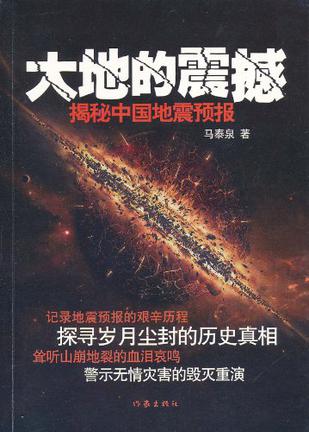 大地的震撼
揭秘中国地震预报
马泰泉 著
记录地震预报的艰辛历程
探寻岁月尘封的历史真相
耸听山崩地裂的血泪哀鸣
警示无情灾害的毁灭重演
作家出版社